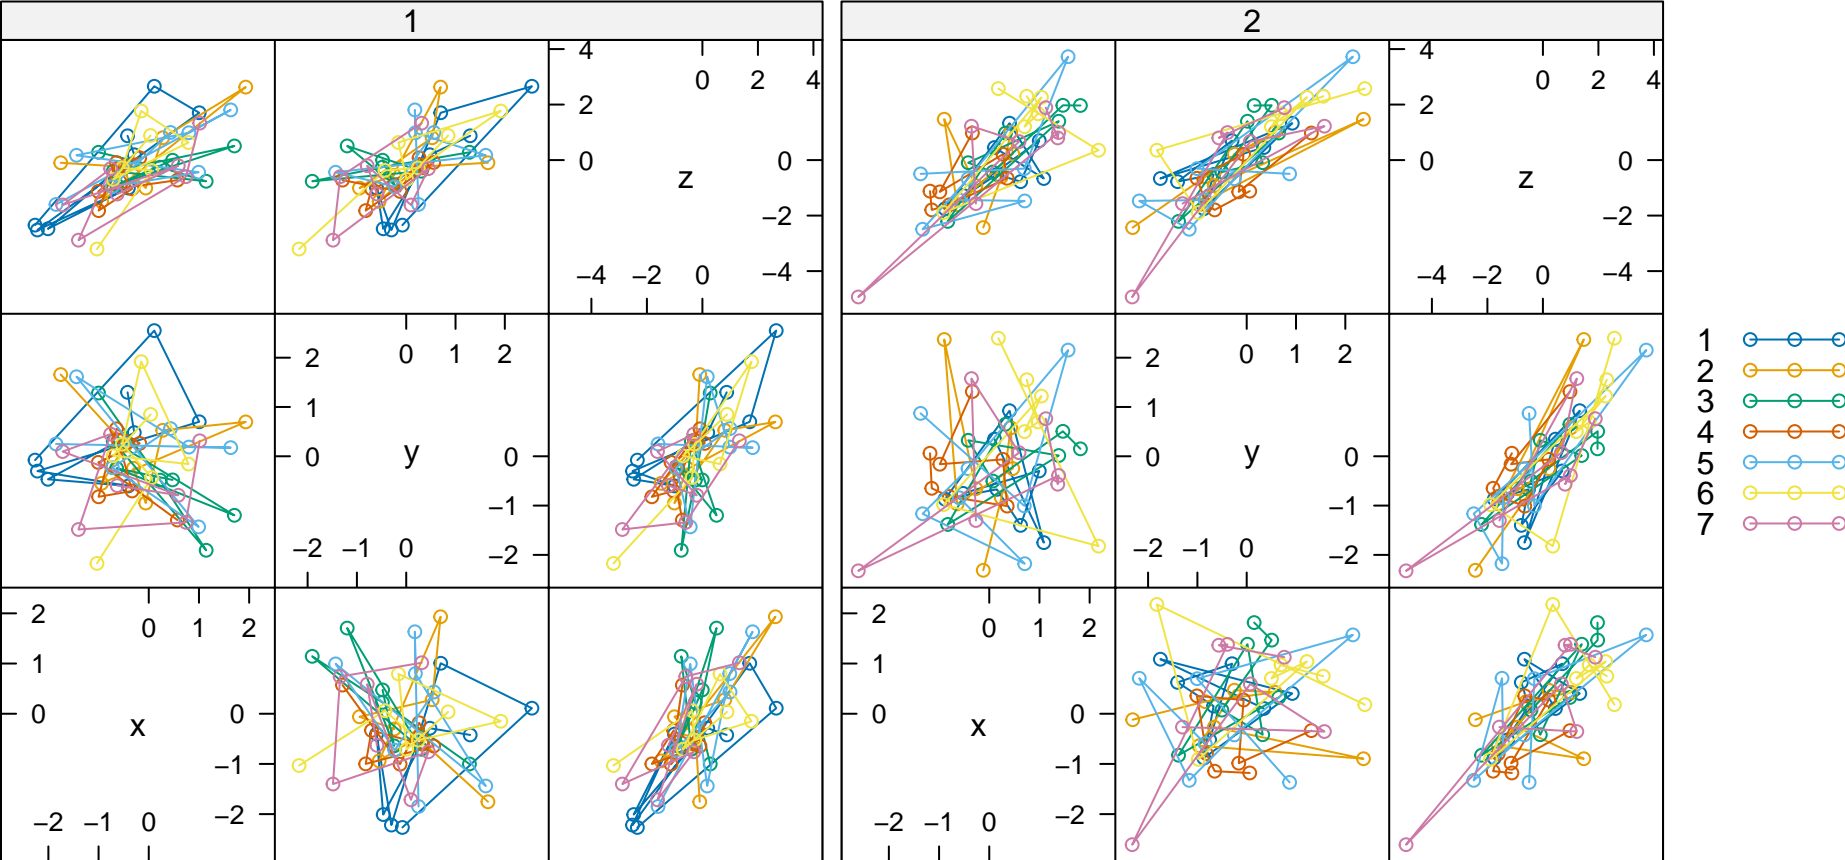 1 2
4 0 2 4 4 0 2 4
2 2
0 z 0 0 z 0
−2 −2
−4 −2 0 −4 −4 −2 0 −4
2 0 1 2 2 0 1 2
1 1
0 y 0 0 y 0
−1 −1
−2 −1 0 −2 −2 −1 0 −2
2 0 1 2 2 0 1 2
1 1
0 x 0 0 x 0
−1 −1
−2 −1 0 −2 −2 −1 0 −2
1
2
3
4
5
6
7